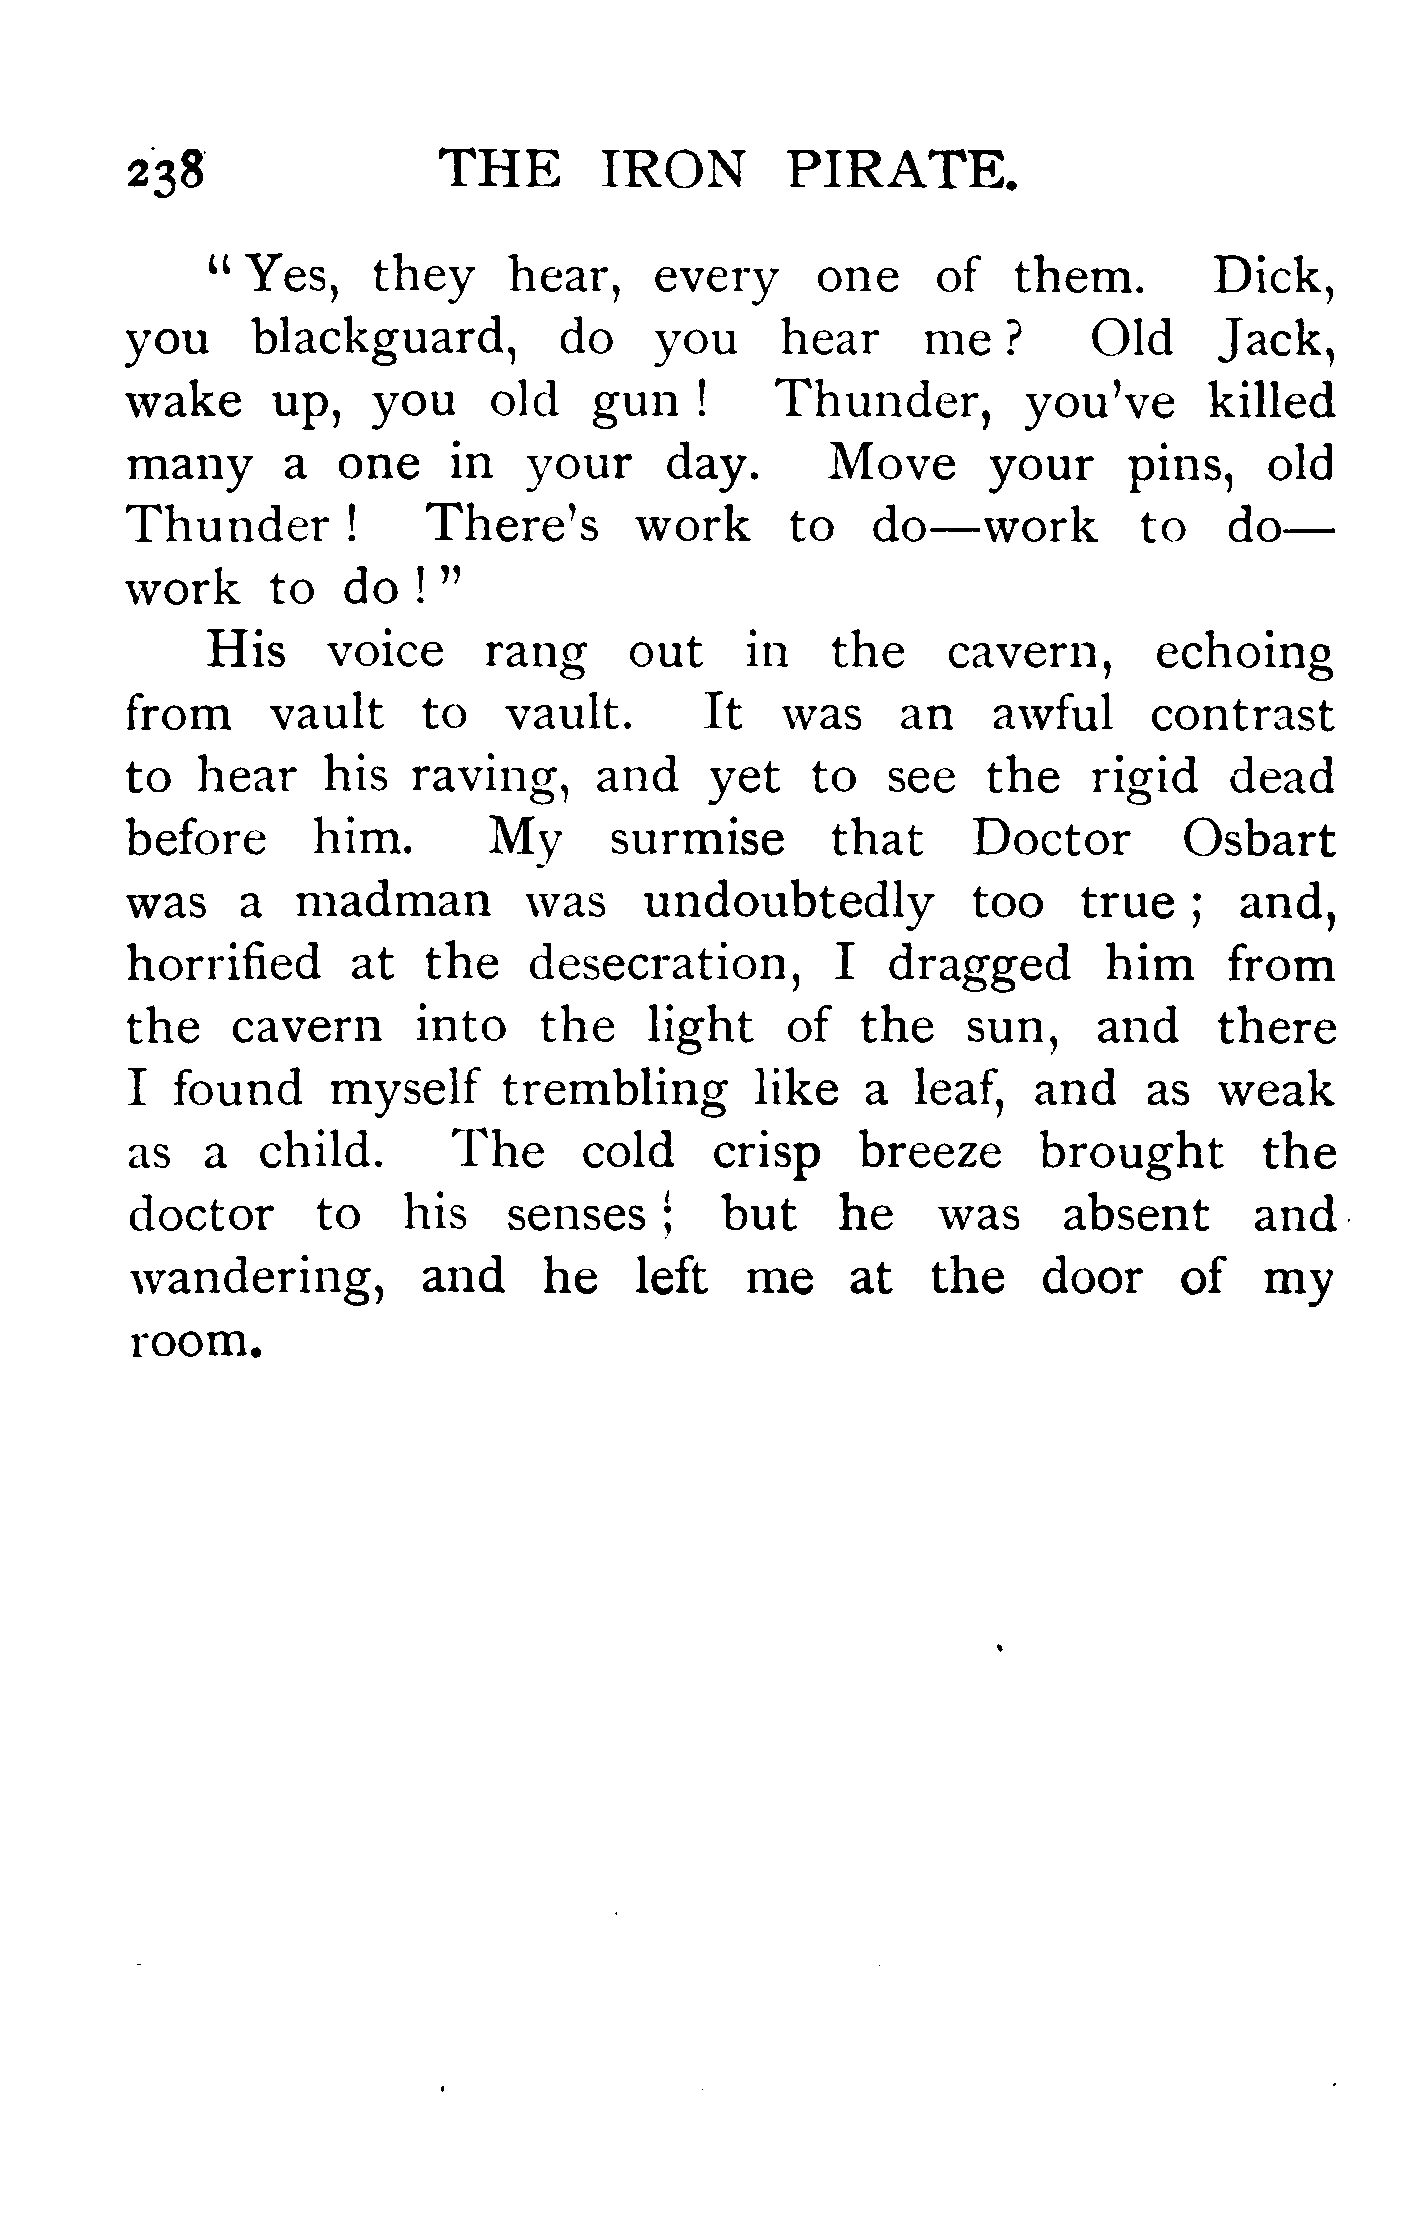 238 THE IRON PIRATE.
“Yes, they hear, every one of them. Dick,
you blackguard, do you hear me? Old Jack,
wake up, you old gun! Thunder, you've killed
many a one in your day. Move your pins, old
Thunder! There's work to do—work to do—
work to do!”
His voice rang out in the cavern, echoing
from vault to vault. It was an awful contrast
to hear his raving, and yet to see the rigid dead
before him. My surmise that Doctor Osbart
was a madman was undoubtedly too true; and,
horrified at the desecration, I dragged him from
the cavern into the light of the sun, and there
I found myself trembling like a leaf, and as weak
as a child. The cold crisp breeze brought the
doctor to his senses; but he was absent and
wandering, and he left me at the door of my
room.